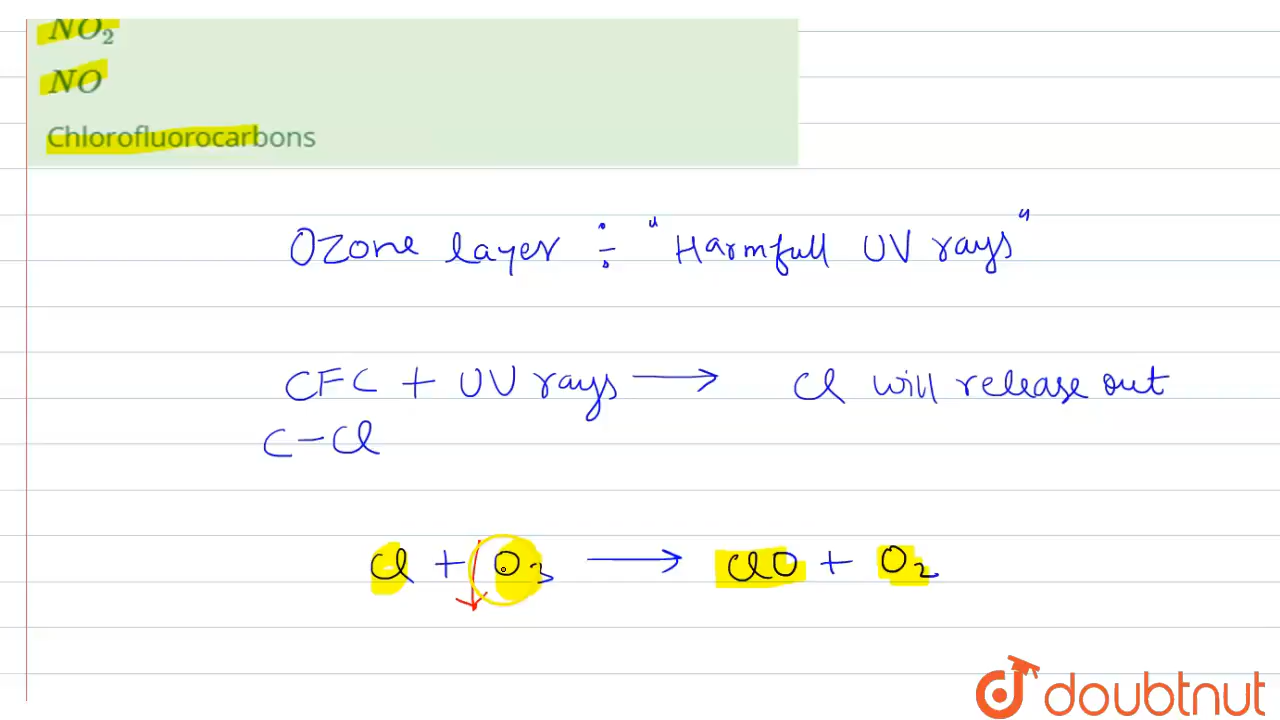 NO₂
NO
Chlorofluorocarbons
Ozone layer ÷ "Harmfull UV rays"
CFC + UV rays ⟶ Cl will release out
C-Cl
Cl + O₃ ⟶ ClO + O₂
doubtnut